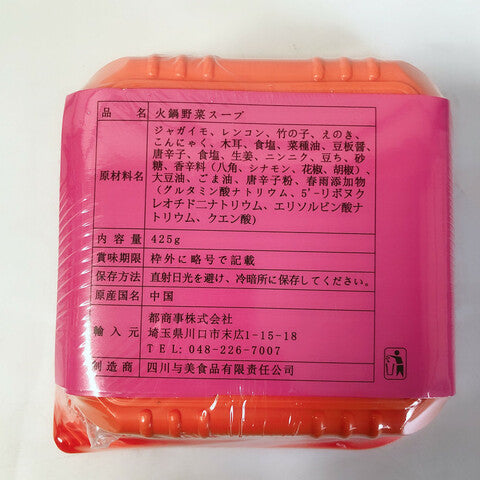 品 名 火鍋野菜スープ
ジャガイモ、レンコン、竹の子、えのき、
こんにゃく、木耳、食塩、菜種油、豆板醤、
唐辛子、食塩、生姜、ニンニク、豆ち、砂
糖、香辛料(八角、シナモン、花椒、胡椒)、
原材料名 大豆油、ごま油、唐辛子粉、春雨添加物
(グルタミン酸ナトリウム、5'-リボヌク
レオチド二ナトリウム、エリソルビン酸ナ
トリウム、クエン酸)
内 容 量 425g
賞味期限 枠外に略号で記載
保存方法 直射日光を避け、冷暗所に保存してください。
原産国名 中国
都商事株式会社
輸 入 元 埼玉県川口市末広1-15-18
TEL: 048-226-7007
创 造 商 四川与美食品有限责任公司